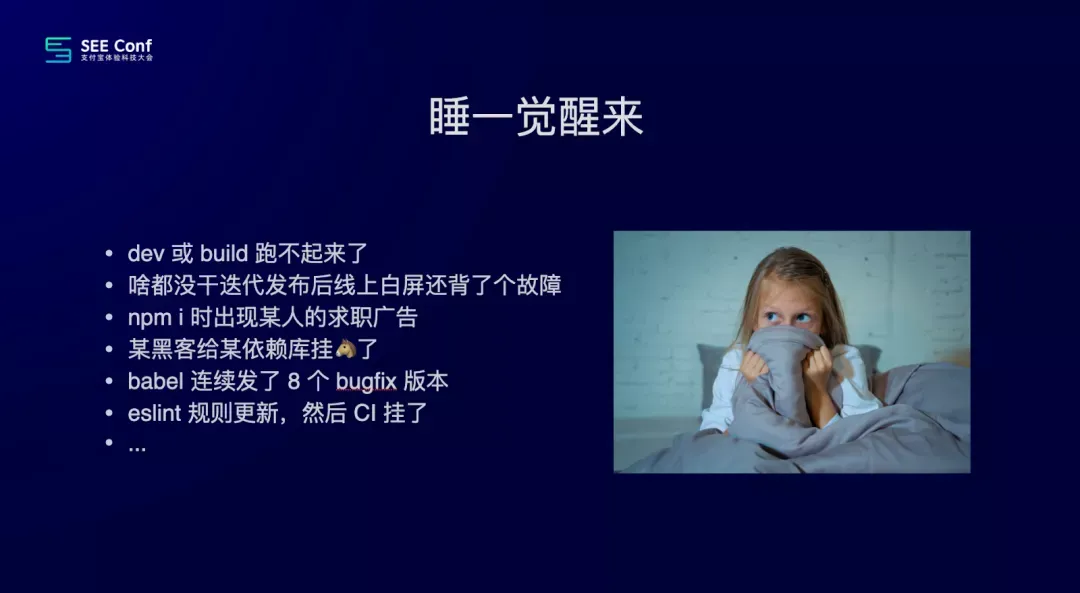 SEE Conf
支付宝体验科技大会
睡一觉醒来
• dev 或 build 跑不起来了
• 啥都没干迭代发布后线上白屏还背了个故障
• npm i 时出现某人的求职广告
• 某黑客给某依赖库挂🐴了
• babel 连续发了 8 个 bugfix 版本
• eslint 规则更新，然后 CI 挂了
• ...